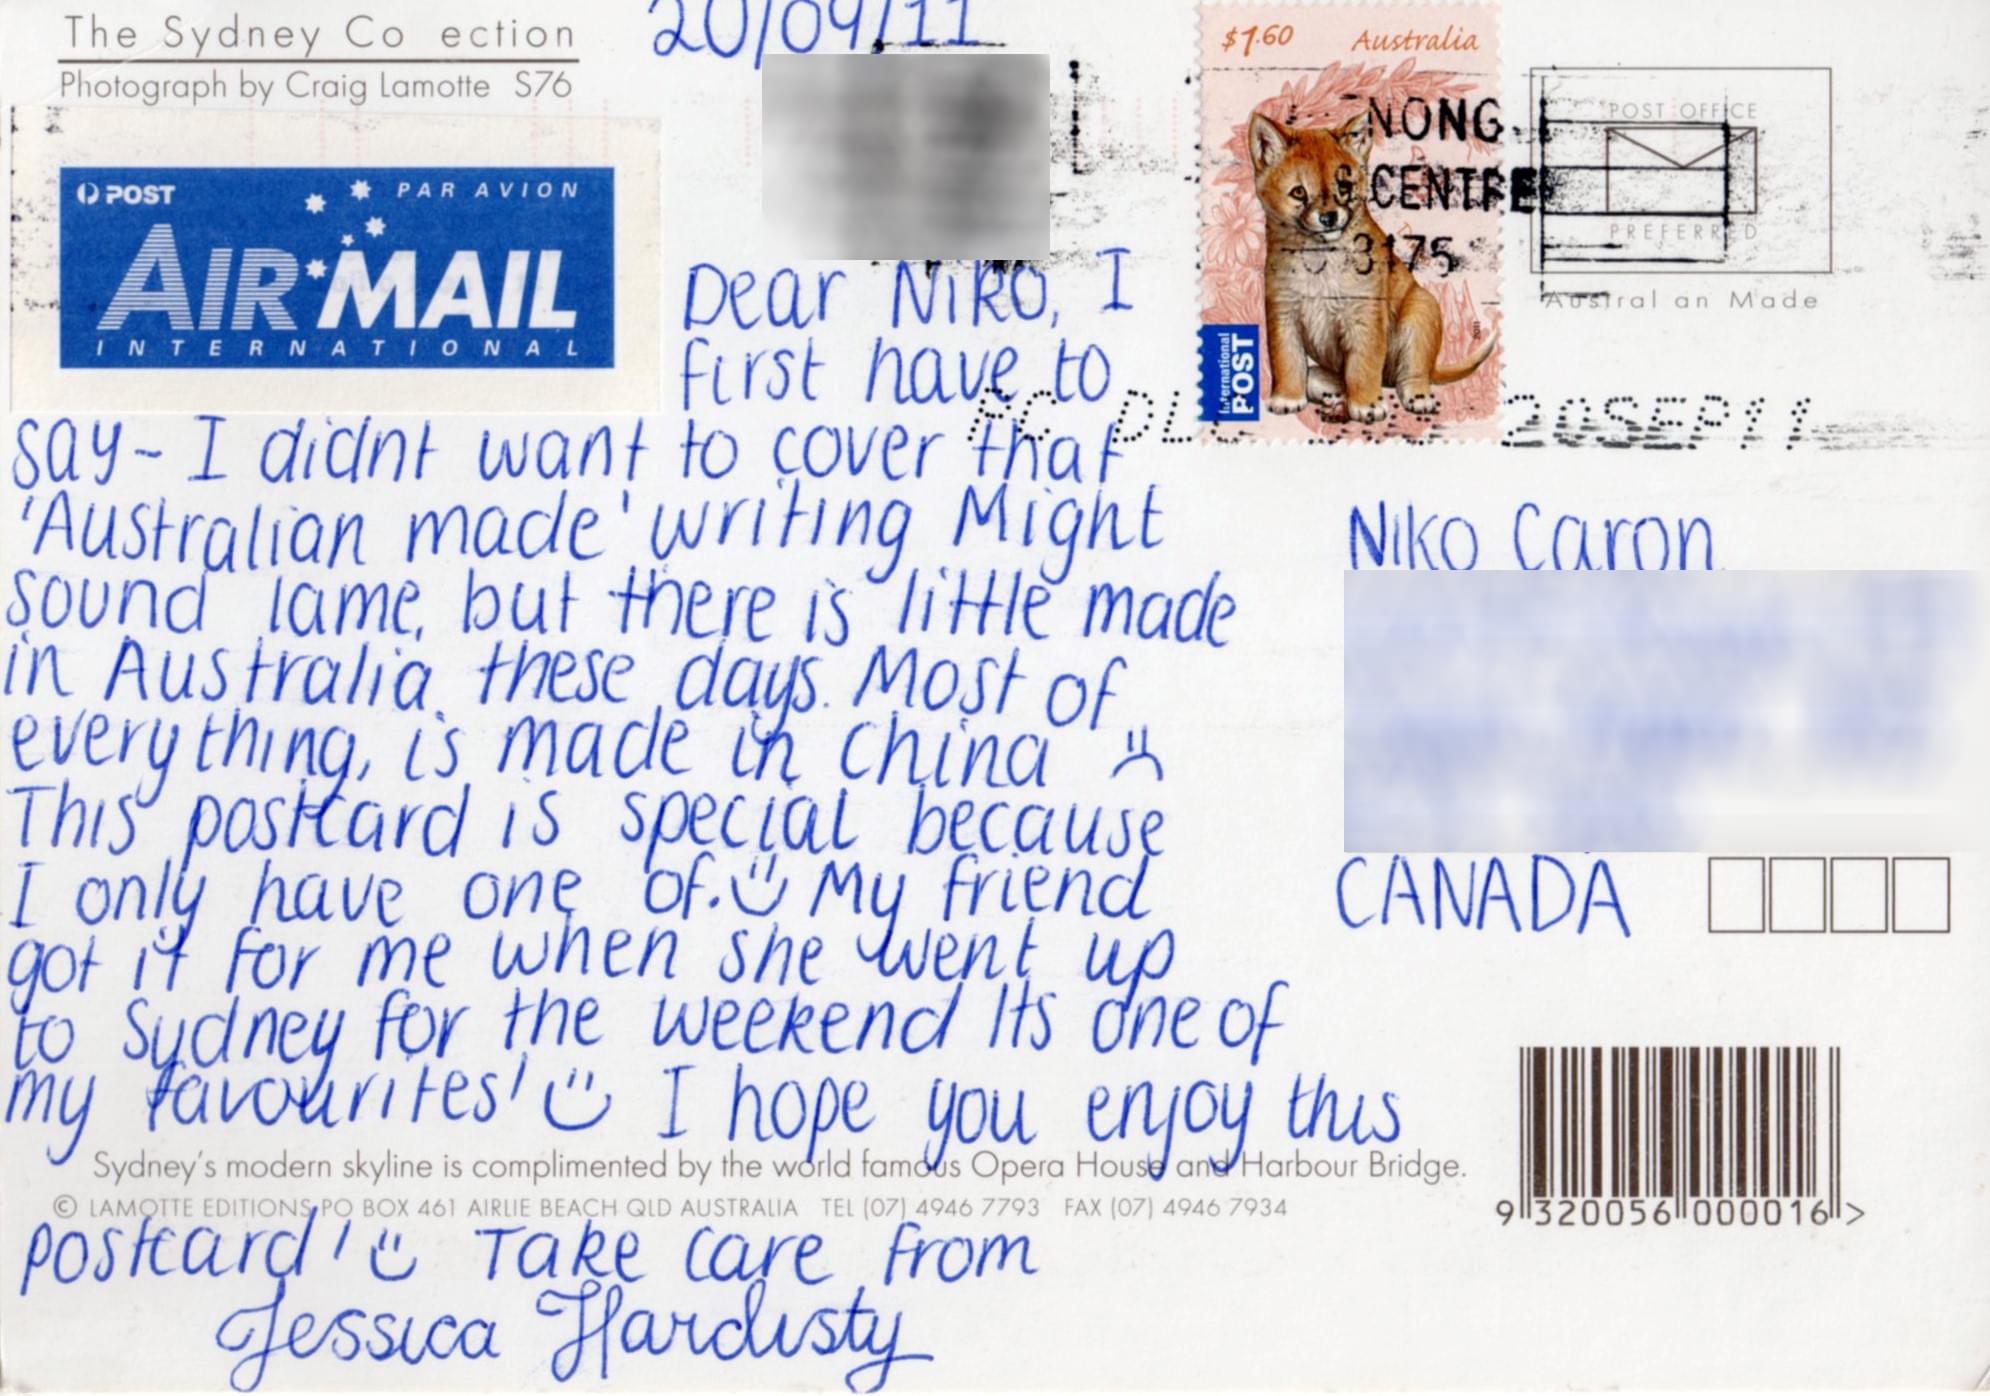 The Sydney Co ection
Photograph by Craig Lamotte S76
20/09/11
POST PAR AVION
AIR MAIL
INTERNATIONAL
$1.60 Australia
International
POST
2011
NONG
CENTRE
3175
20SEP11
POST OFFICE
PREFERRED
Austral an Made
Dear Niko, I
first have to
say~ I didnt want to cover that
'Australian made' writing Might
sound lame, but there is little made
in Australia these days. Most of
everything, is made in China ):
This postcard is special because
I only have one of. :) My friend
got it for me when she went up
to Sydney for the weekend Its one of
my favourites! :) I hope you enjoy this
Sydney's modern skyline is complimented by the world famous Opera House and Harbour Bridge.
© LAMOTTE EDITIONS PO BOX 461 AIRLIE BEACH QLD AUSTRALIA TEL (07) 4946 7793 FAX (07) 4946 7934
postcard! :) Take care from
Jessica Hardisty
Niko Caron
CANADA
9 320056 000016 >